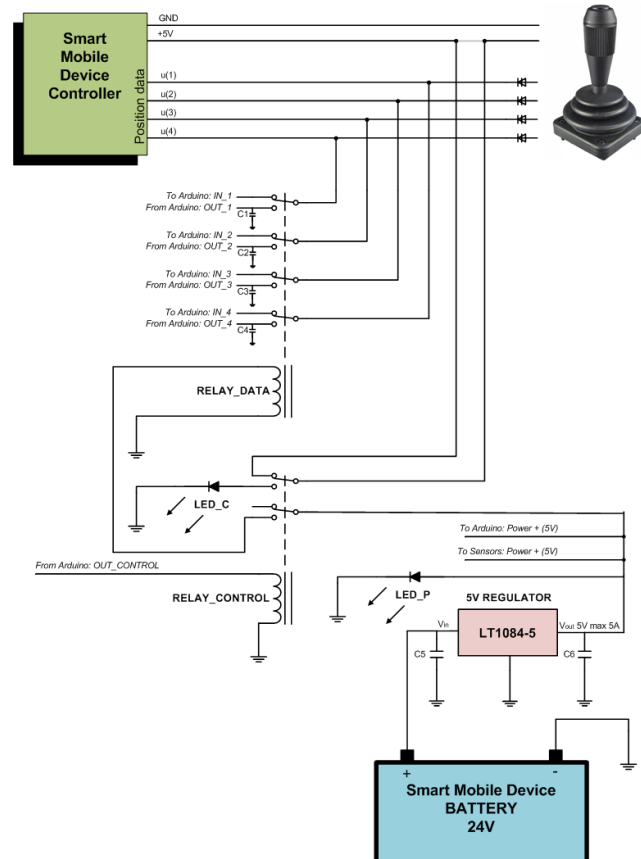 GND
+5V
Smart
Mobile
Device
Controller
Position data
u(1)
u(2)
u(3)
u(4)
To Arduino: IN_1
From Arduino: OUT_1
C1
To Arduino: IN_2
From Arduino: OUT_2
C2
To Arduino: IN_3
From Arduino: OUT_3
C3
To Arduino: IN_4
From Arduino: OUT_4
C4
RELAY_DATA
LED_C
To Arduino: Power + (5V)
To Sensors: Power + (5V)
From Arduino: OUT_CONTROL
RELAY_CONTROL
LED_P
5V REGULATOR
Vin
LT1084-5
Vout 5V max 5A
C5
C6
+
-
Smart Mobile Device
BATTERY
24V